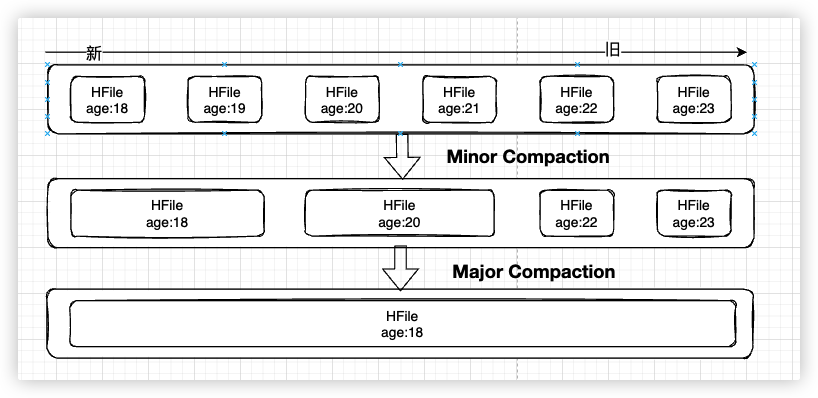 新
旧
HFile
age:18
HFile
age:19
HFile
age:20
HFile
age:21
HFile
age:22
HFile
age:23
Minor Compaction
HFile
age:18
HFile
age:20
HFile
age:22
HFile
age:23
Major Compaction
HFile
age:18